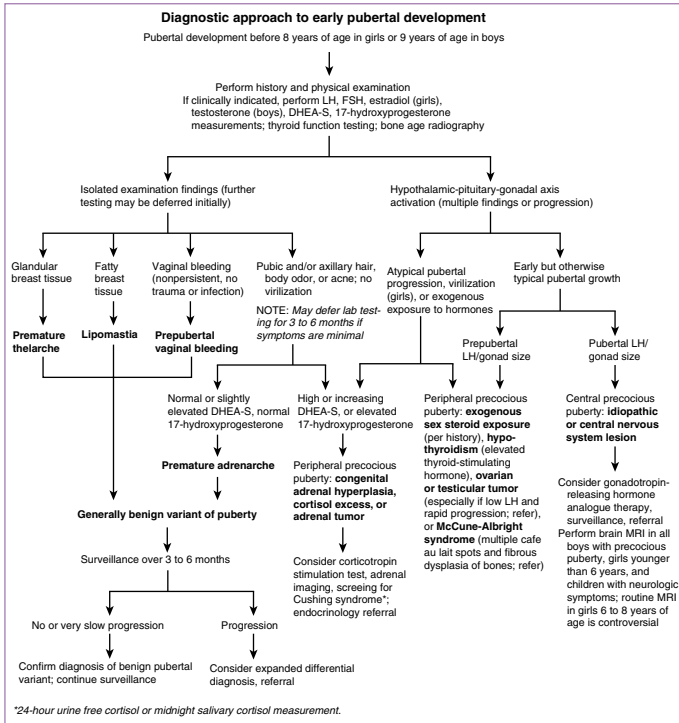 Diagnostic approach to early pubertal development
Pubertal development before 8 years of age in girls or 9 years of age in boys
Perform history and physical examination
If clinically indicated, perform LH, FSH, estradiol (girls),
testosterone (boys), DHEA-S, 17-hydroxyprogesterone
measurements; thyroid function testing; bone age radiography
Isolated examination findings (further
testing may be deferred initially)
Hypothalamic-pituitary-gonadal axis
activation (multiple findings or progression)
Glandular
breast tissue
Fatty
breast
tissue
Vaginal bleeding
(nonpersistent, no
trauma or infection)
Pubic and/or axillary hair,
body odor, or acne; no
virilization
NOTE: May defer lab test-
ing for 3 to 6 months if
symptoms are minimal
Atypical pubertal
progression, virilization
(girls), or exogenous
exposure to hormones
Early but otherwise
typical pubertal growth
Premature
thelarche
Lipomastia
Prepubertal
vaginal bleeding
Prepubertal
LH/gonad size
Pubertal LH/
gonad size
Normal or slightly
elevated DHEA-S, normal
17-hydroxyprogesterone
High or increasing
DHEA-S, or elevated
17-hydroxyprogesterone
Peripheral precocious
puberty: exogenous
sex steroid exposure
(per history), hypo-
thyroidism (elevated
thyroid-stimulating
hormone), ovarian
or testicular tumor
(especially if low LH and
rapid progression; refer),
or McCune-Albright
syndrome (multiple cafe
au lait spots and fibrous
dysplasia of bones; refer)
Central precocious
puberty: idiopathic
or central nervous
system lesion
Premature adrenarche
Peripheral precocious
puberty: congenital
adrenal hyperplasia,
cortisol excess, or
adrenal tumor
Generally benign variant of puberty
Consider gonadotropin-
releasing hormone
analogue therapy,
surveillance, referral
Perform brain MRI in all
boys with precocious
puberty, girls younger
than 6 years, and
children with neurologic
symptoms; routine MRI
in girls 6 to 8 years of
age is controversial
Surveillance over 3 to 6 months
Consider corticotropin
stimulation test, adrenal
imaging, screening for
Cushing syndrome*;
endocrinology referral
No or very slow progression
Progression
Confirm diagnosis of benign pubertal
variant; continue surveillance
Consider expanded differential
diagnosis, referral
*24-hour urine free cortisol or midnight salivary cortisol measurement.